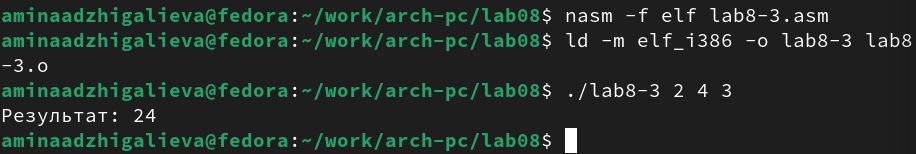 aminaadzhigalieva@fedora:~/work/arch-pc/lab08$ nasm -f elf lab8-3.asm
aminaadzhigalieva@fedora:~/work/arch-pc/lab08$ ld -m elf_i386 -o lab8-3 lab8
-3.o
aminaadzhigalieva@fedora:~/work/arch-pc/lab08$ ./lab8-3 2 4 3
Результат: 24
aminaadzhigalieva@fedora:~/work/arch-pc/lab08$